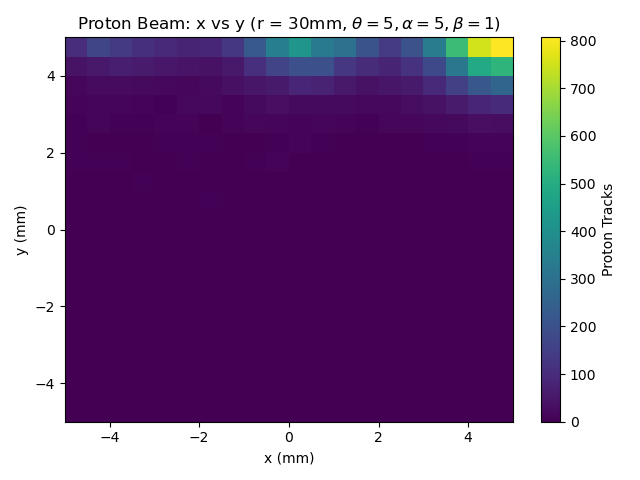 Proton Beam: x vs y (r = 30mm, θ = 5, α = 5, β = 1)
4
2
0
−2
−4
y (mm)
−4 −2 0 2 4
x (mm)
800
700
600
500
400
300
200
100
0
Proton Tracks